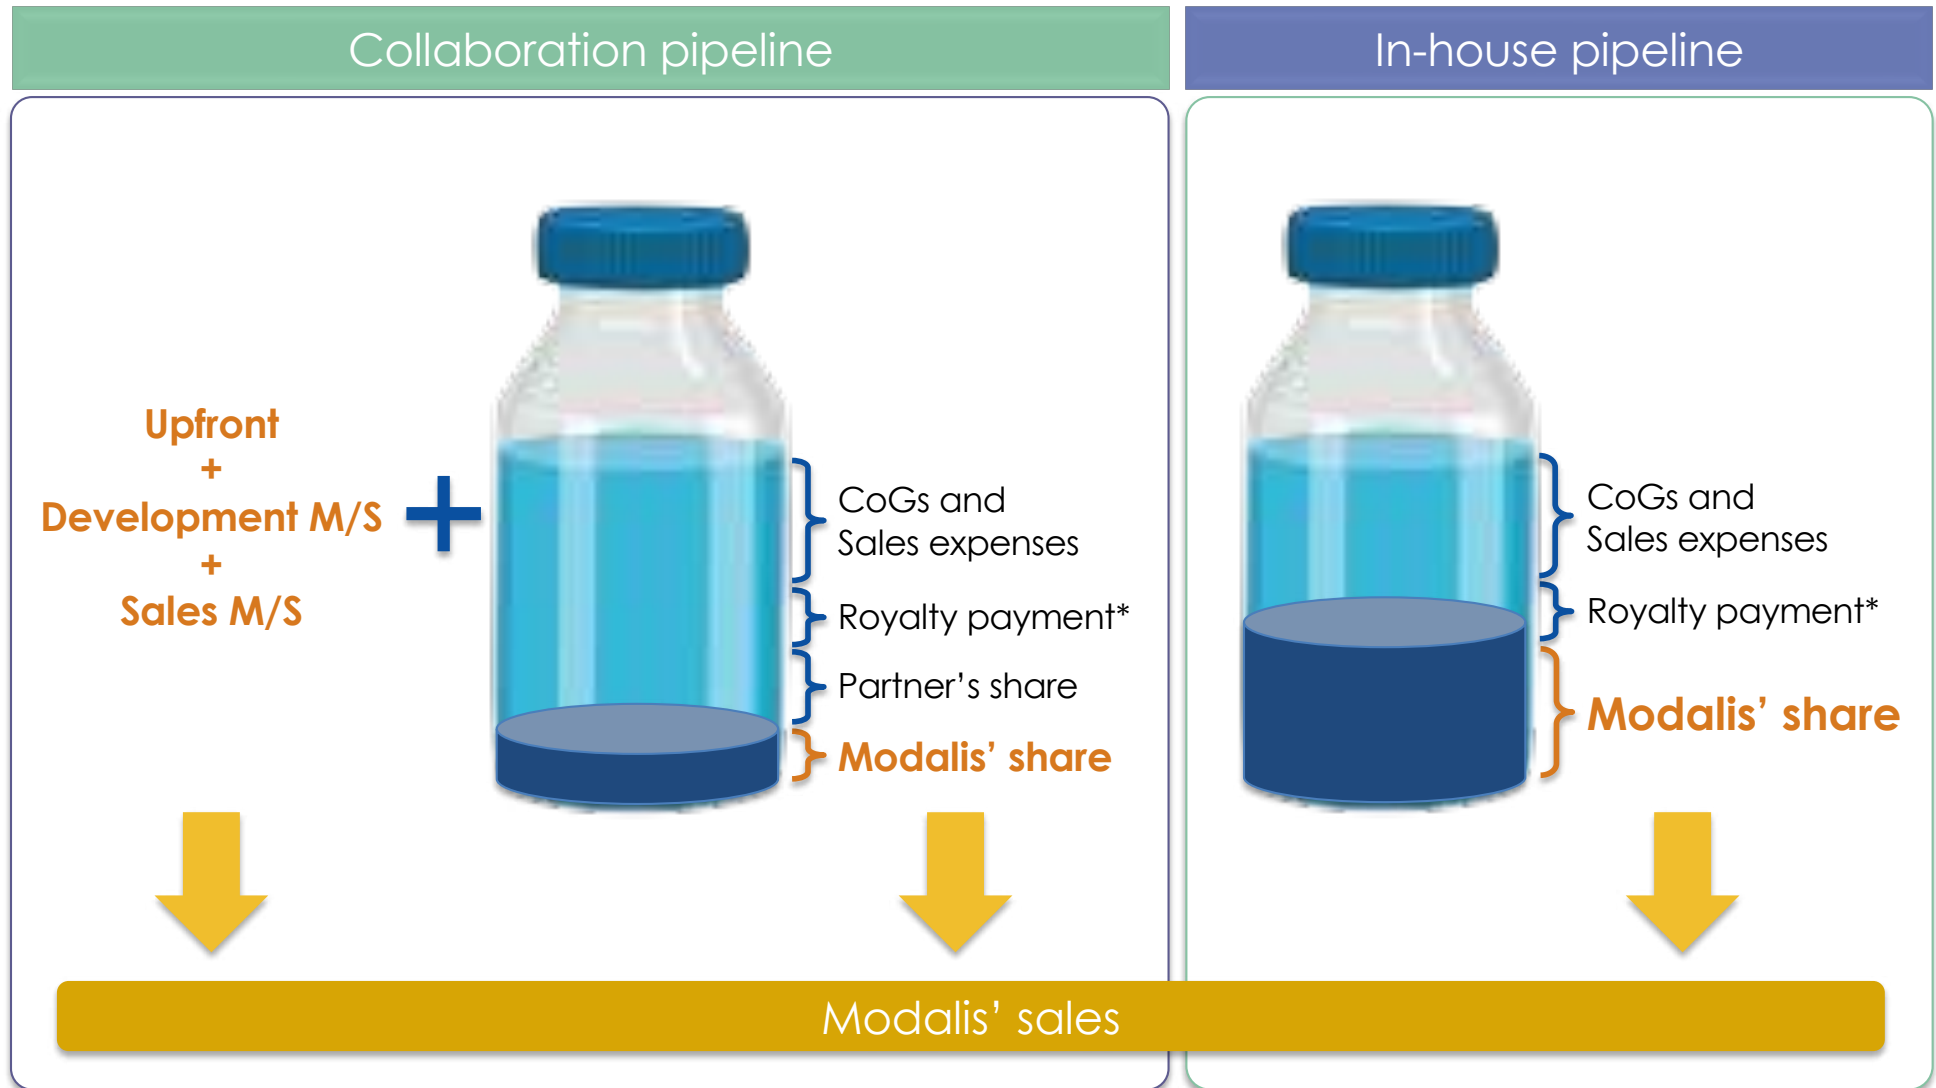 Collaboration pipeline
Upfront
+
Development M/S
+
Sales M/S
+
CoGs and
Sales expenses
Royalty payment*
Partner’s share
Modalis’ share
In-house pipeline
CoGs and
Sales expenses
Royalty payment*
Modalis’ share
Modalis’ sales